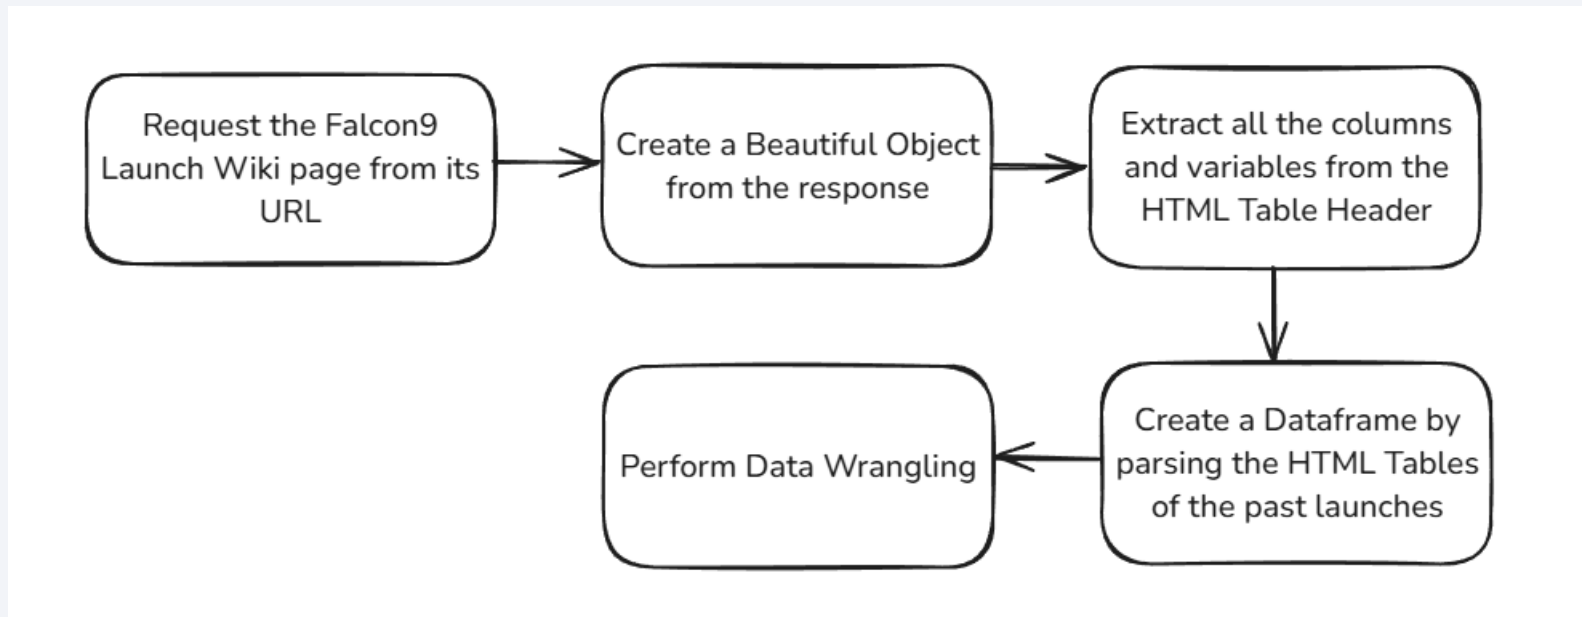 Request the Falcon9
Launch Wiki page from its
URL
Create a Beautiful Object
from the response
Extract all the columns
and variables from the
HTML Table Header
Create a Dataframe by
parsing the HTML Tables
of the past launches
Perform Data Wrangling